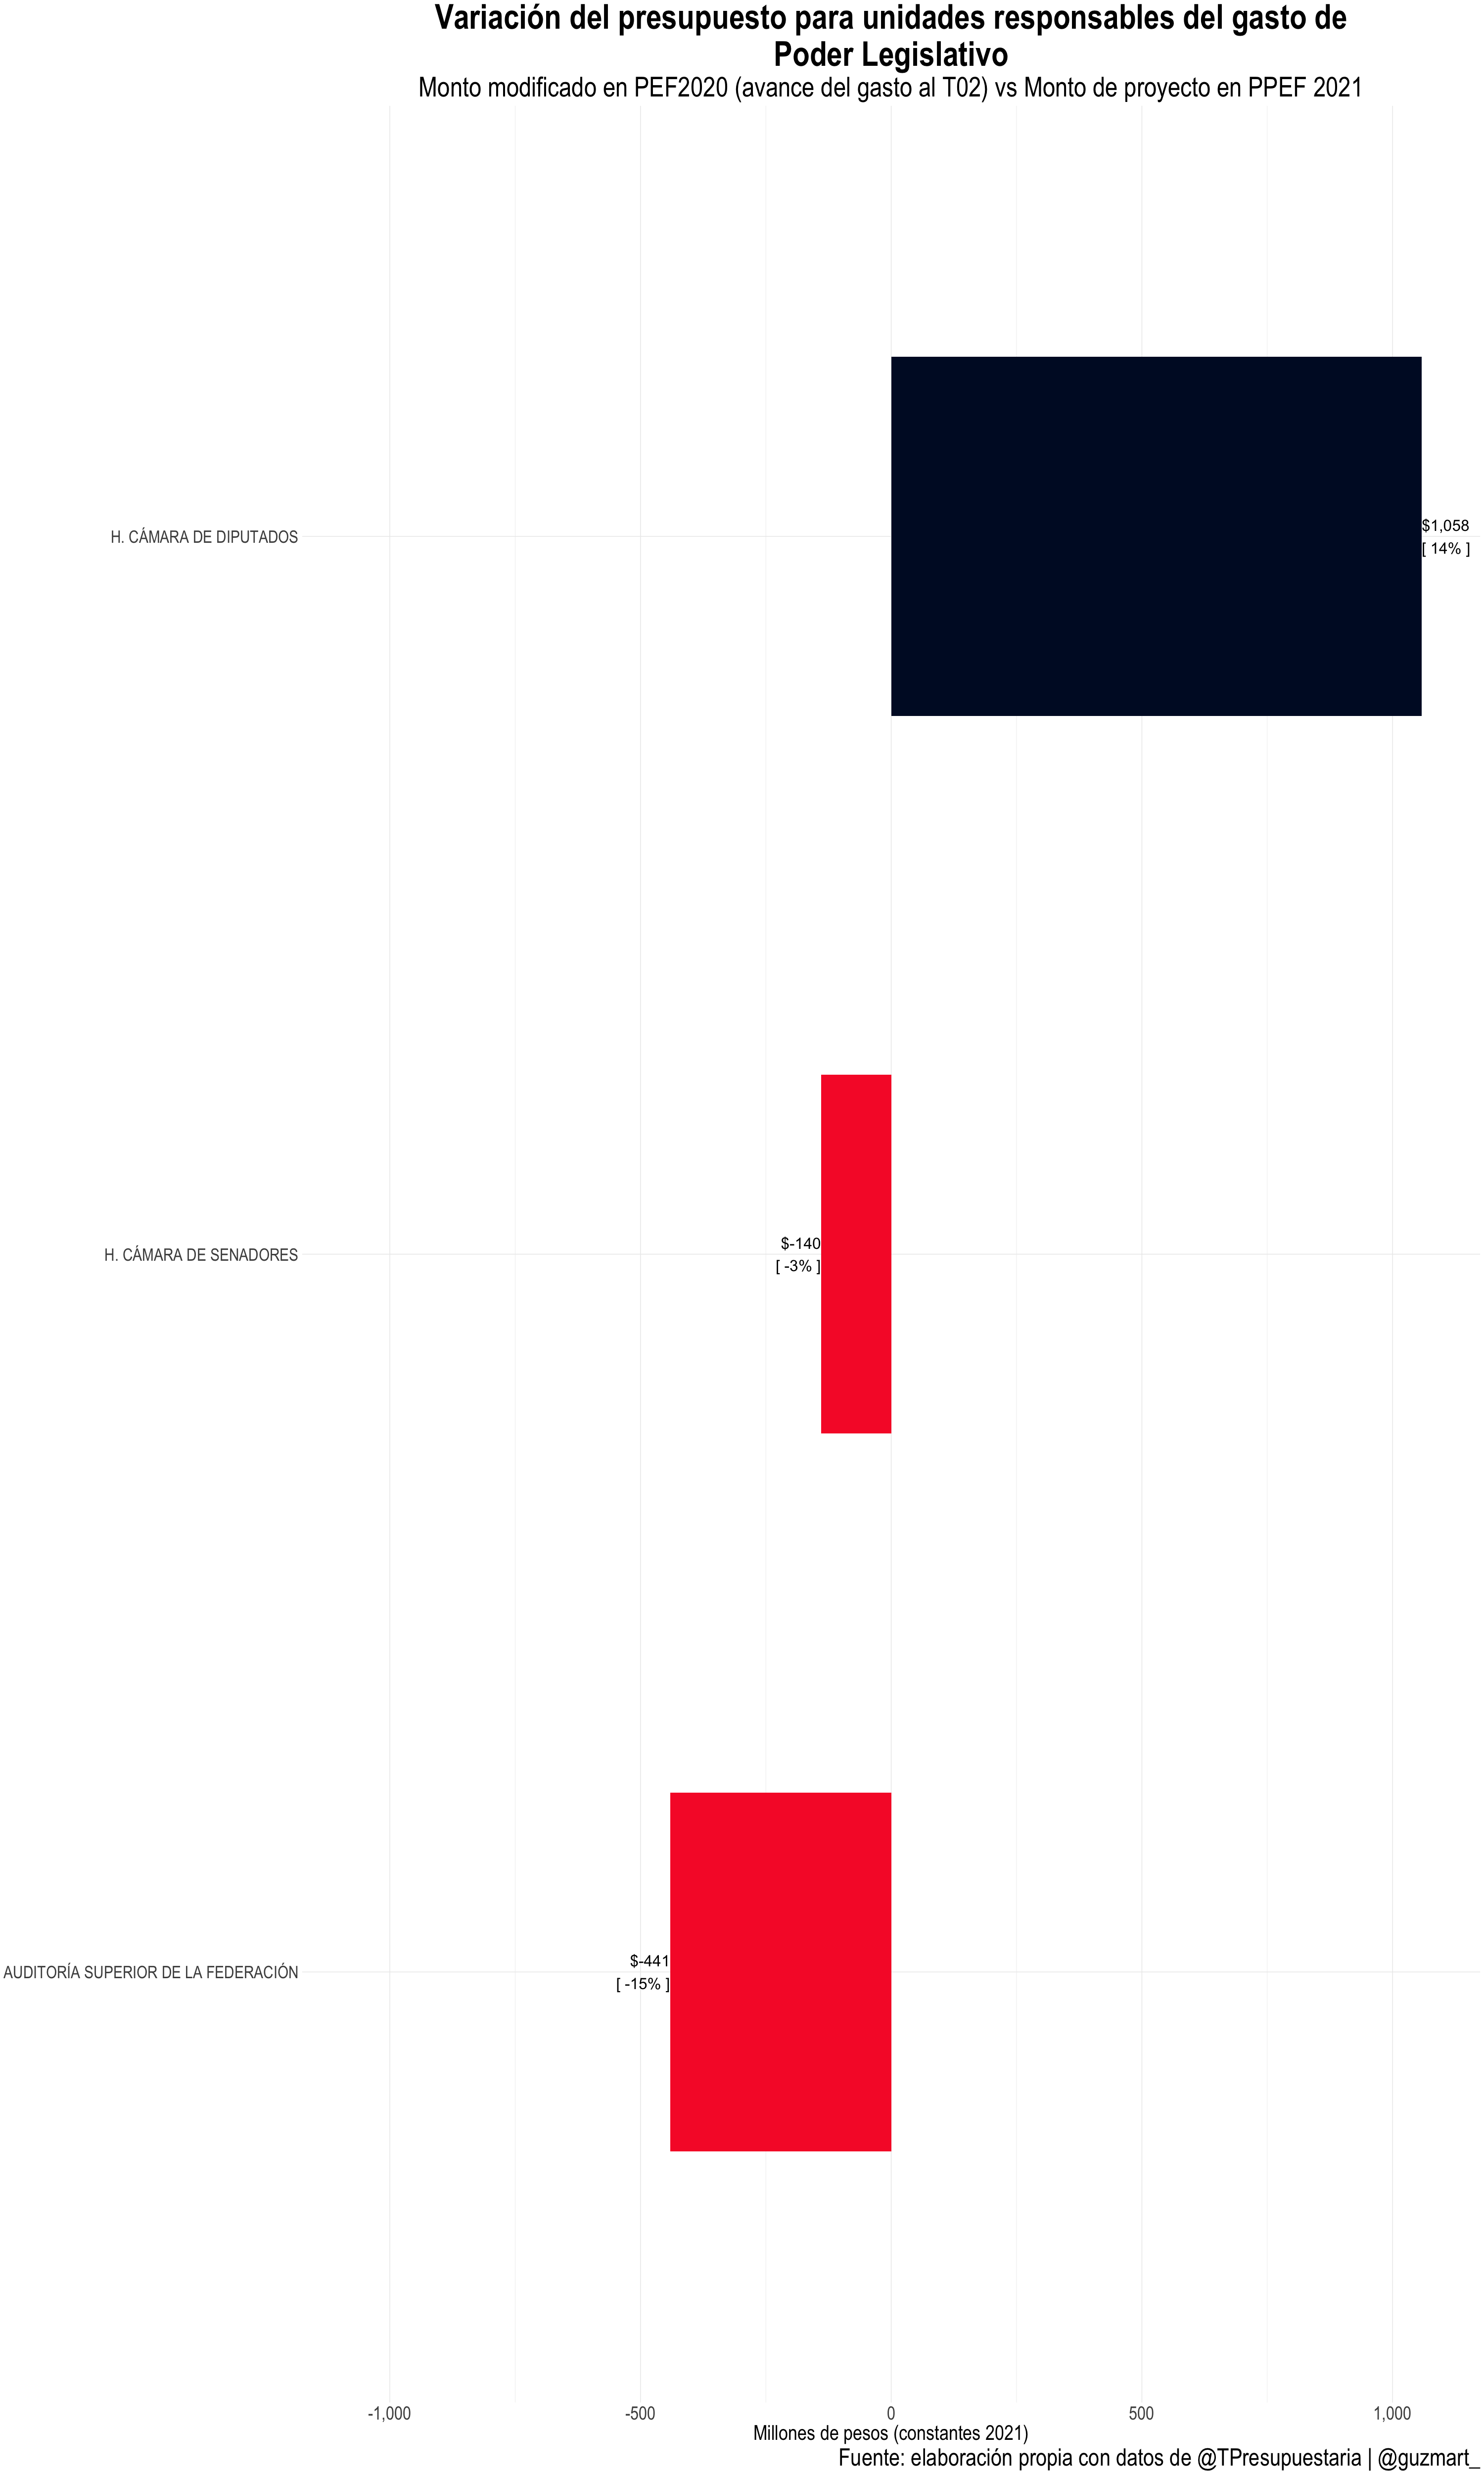 Variación del presupuesto para unidades responsables del gasto de
Poder Legislativo
Monto modificado en PEF2020 (avance del gasto al T02) vs Monto de proyecto en PPEF 2021
H. CÁMARA DE DIPUTADOS
$1,058
[ 14% ]
H. CÁMARA DE SENADORES
$-140
[ -3% ]
AUDITORÍA SUPERIOR DE LA FEDERACIÓN
$-441
[ -15% ]
-1,000 -500 0 500 1,000
Millones de pesos (constantes 2021)
Fuente: elaboración propia con datos de @TPresupuestaria | @guzmart_